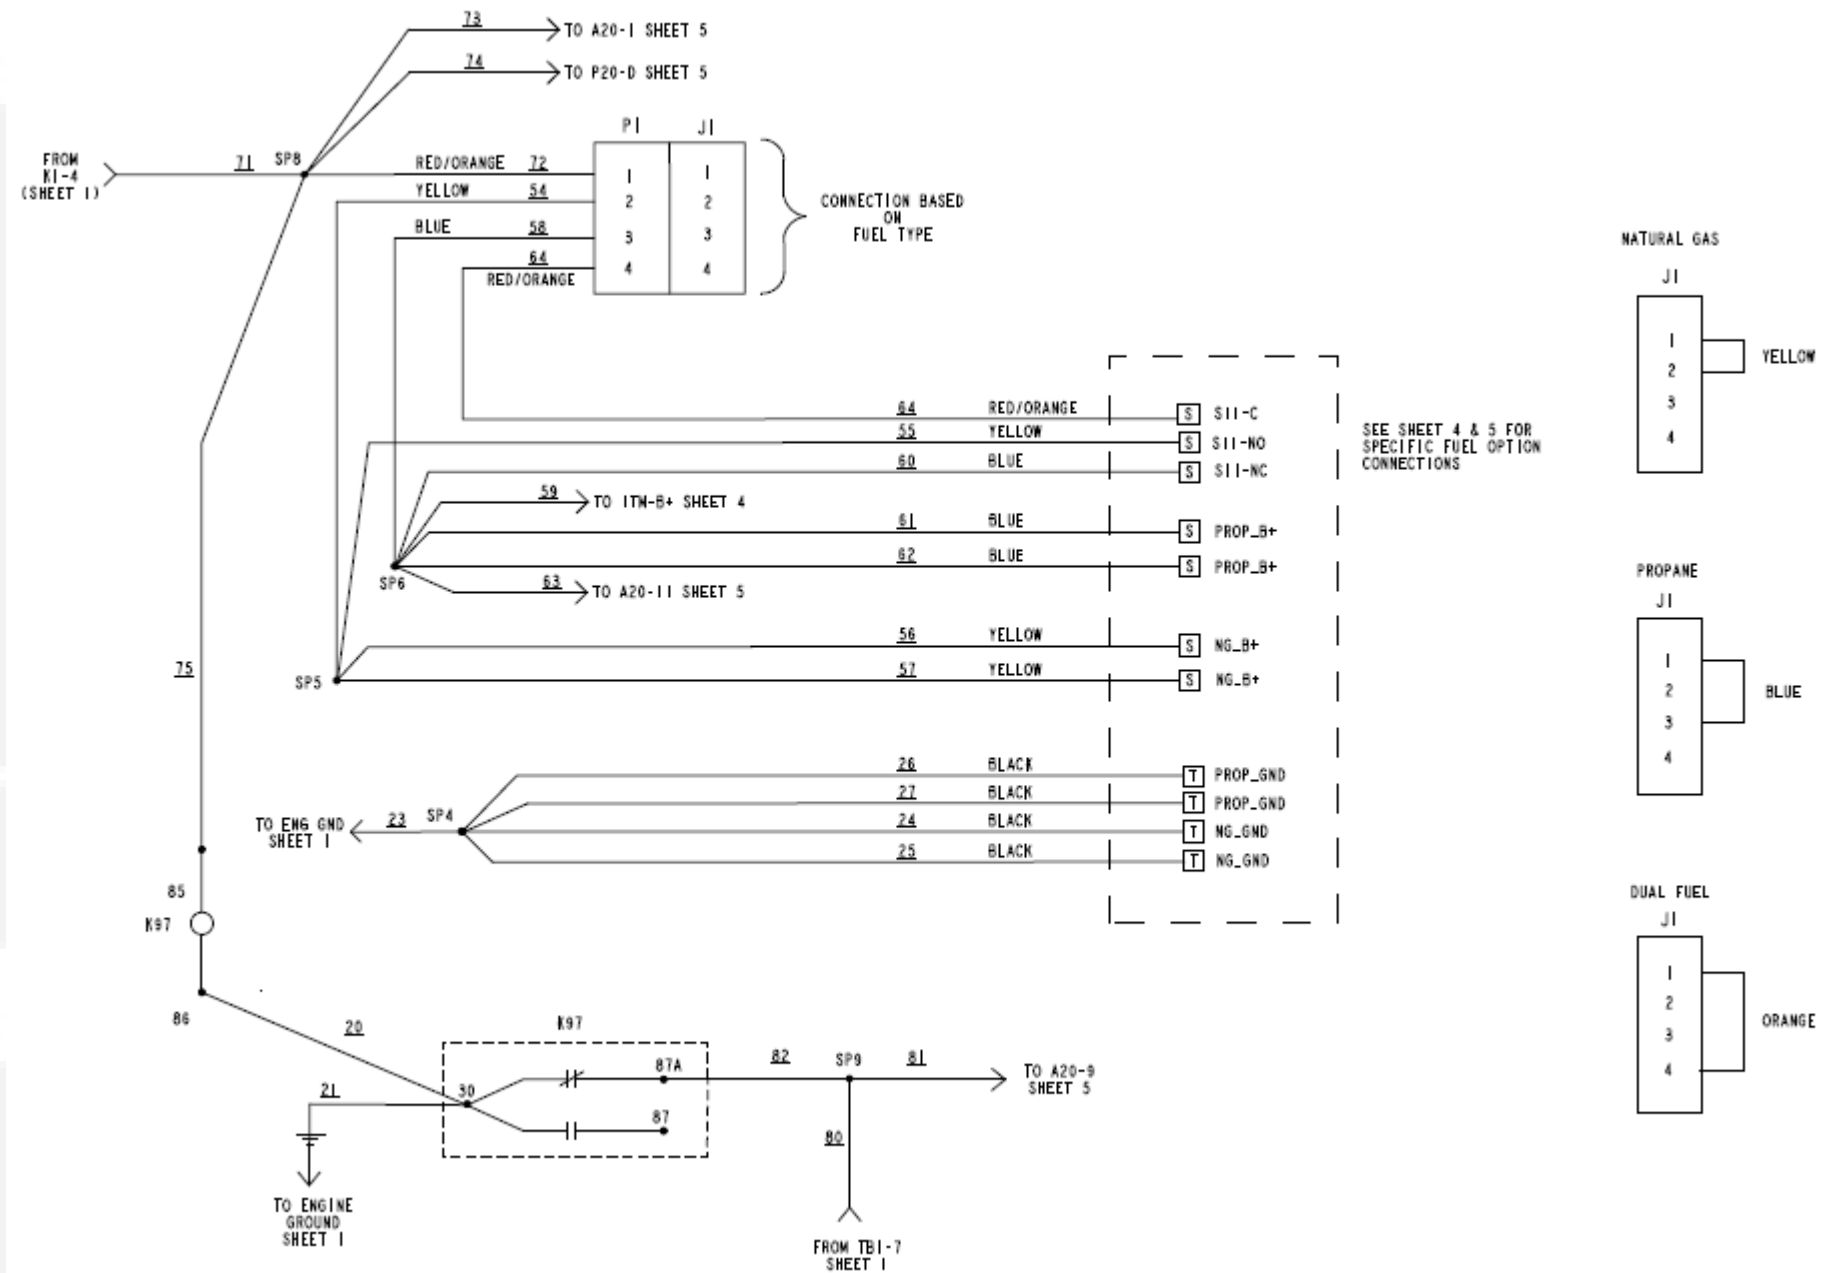 73
TO A20-1 SHEET 5
74
TO P20-D SHEET 5
P1
J1
FROM
K1-4
(SHEET 1)
71
SP8
RED/ORANGE 72
YELLOW 54
BLUE 58
64
RED/ORANGE
1
2
3
4
1
2
3
4
CONNECTION BASED
ON
FUEL TYPE
64 RED/ORANGE S S11-C
55 YELLOW S S11-NO
60 BLUE S S11-NC
59 TO ITM-B+ SHEET 4
61 BLUE S PROP_B+
62 BLUE S PROP_B+
SP6
63 TO A20-11 SHEET 5
56 YELLOW S NG_B+
57 YELLOW S NG_B+
SP5
75
SEE SHEET 4 & 5 FOR
SPECIFIC FUEL OPTION
CONNECTIONS
26 BLACK T PROP_GND
27 BLACK T PROP_GND
24 BLACK T NG_GND
25 BLACK T NG_GND
TO ENG GND
SHEET 1
23
SP4
85
K97
86
20
K97
21
30
87A
87
82
SP9
81
TO A20-9
SHEET 5
80
TO ENGINE
GROUND
SHEET 1
FROM TB1-7
SHEET 1
NATURAL GAS
J1
1
2
3
4
YELLOW
PROPANE
J1
1
2
3
4
BLUE
DUAL FUEL
J1
1
2
3
4
ORANGE